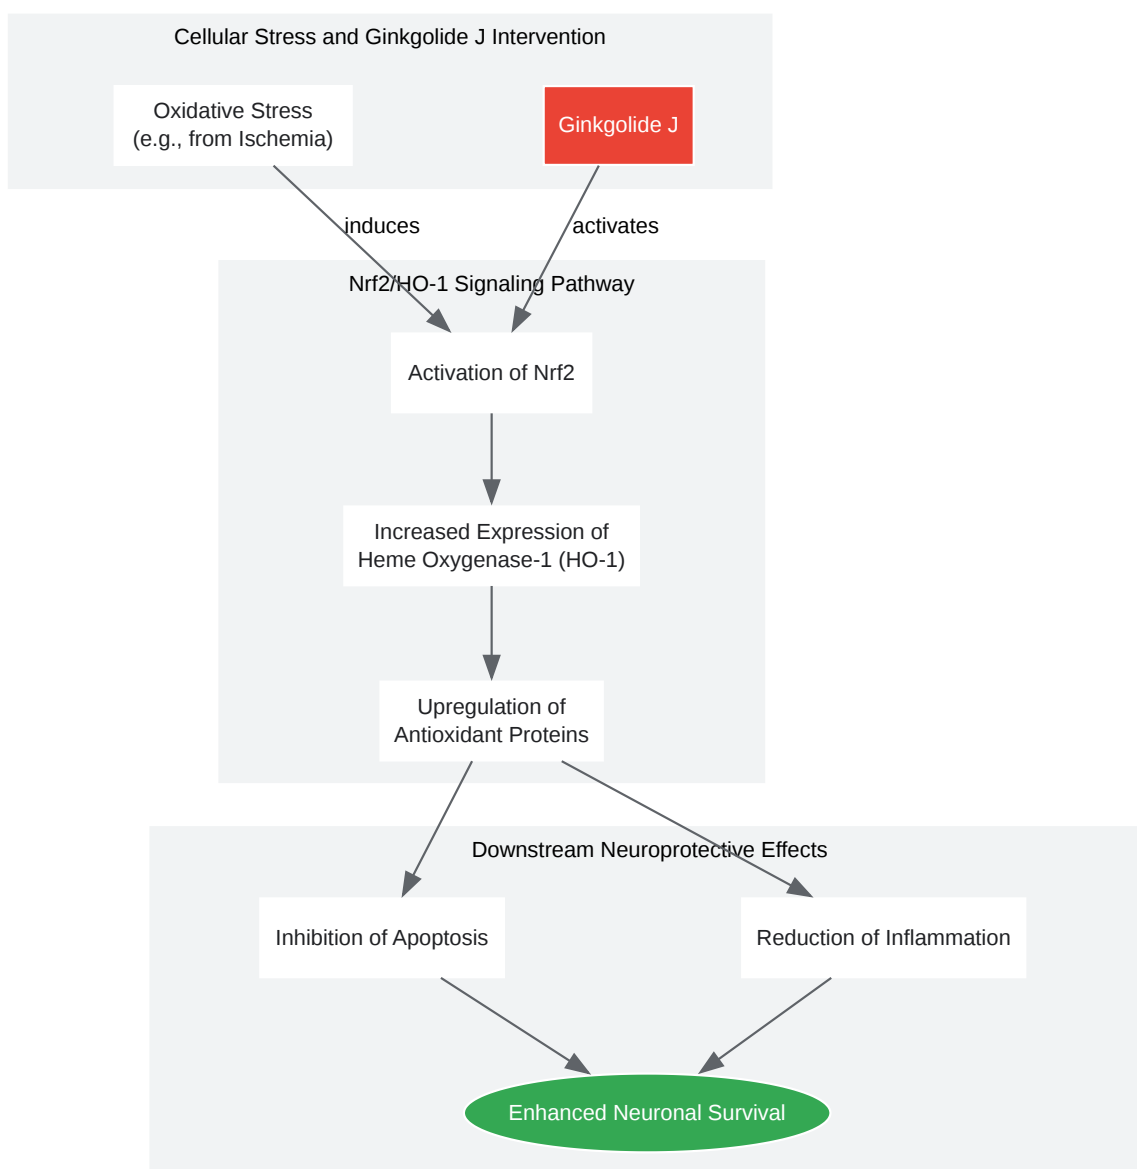 Cellular Stress and Ginkgolide J Intervention
Oxidative Stress
(e.g., from Ischemia)
Ginkgolide J
induces
activates
Nrf2/HO-1 Signaling Pathway
Activation of Nrf2
Increased Expression of
Heme Oxygenase-1 (HO-1)
Upregulation of
Antioxidant Proteins
Downstream Neuroprotective Effects
Inhibition of Apoptosis
Reduction of Inflammation
Enhanced Neuronal Survival